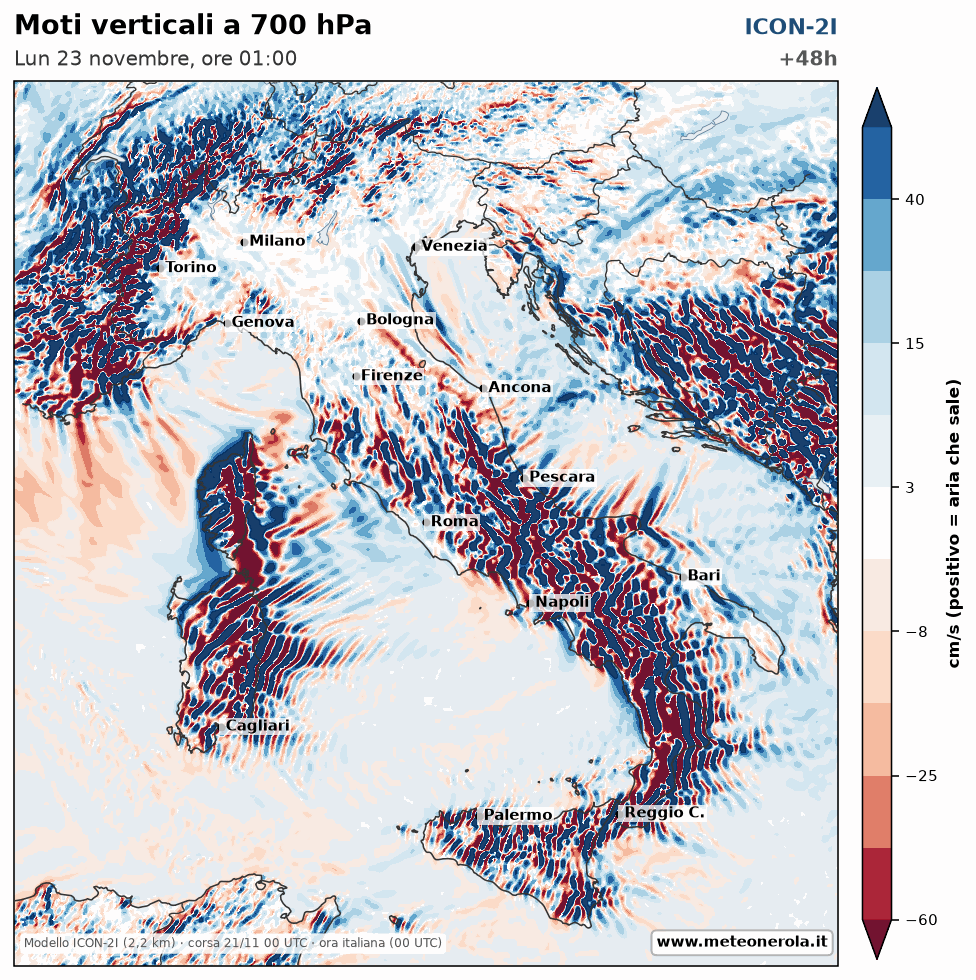 Moti verticali a 700 hPa
ICON-2I
Lun 23 novembre, ore 01:00
+48h
Milano
Venezia
Torino
Genova
Bologna
Firenze
Ancona
Pescara
Roma
Bari
Napoli
Cagliari
Palermo
Reggio C.
40
15
3
−8
−25
−60
cm/s (positivo = aria che sale)
Modello ICON-2I (2,2 km) · corsa 21/11 00 UTC · ora italiana (00 UTC)
www.meteonerola.it